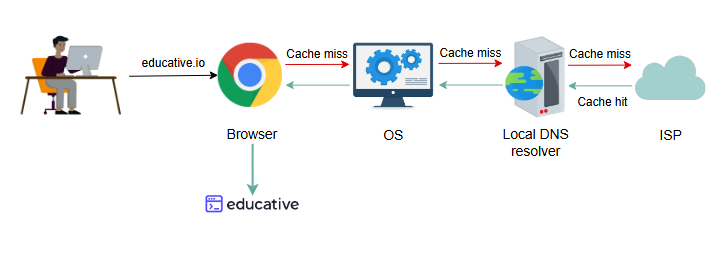 educative.io
Cache miss
Cache miss
Cache miss
Cache hit
Browser
OS
Local DNS
resolver
ISP
educative